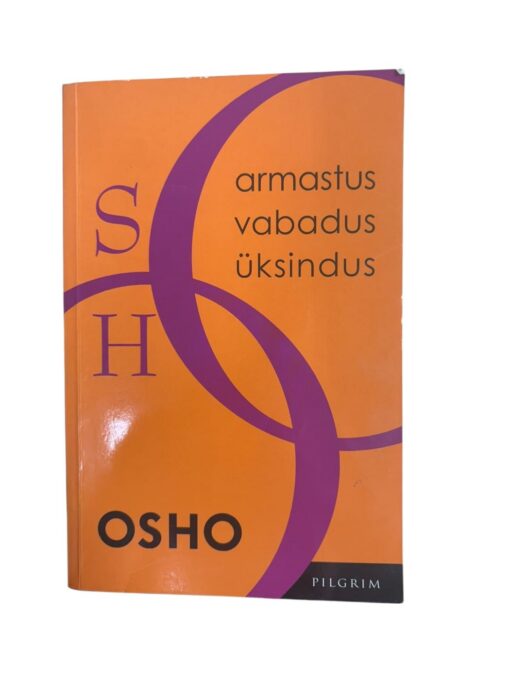 S
H
armastus
vabadus
üksindus
OSHO
PILGRIM